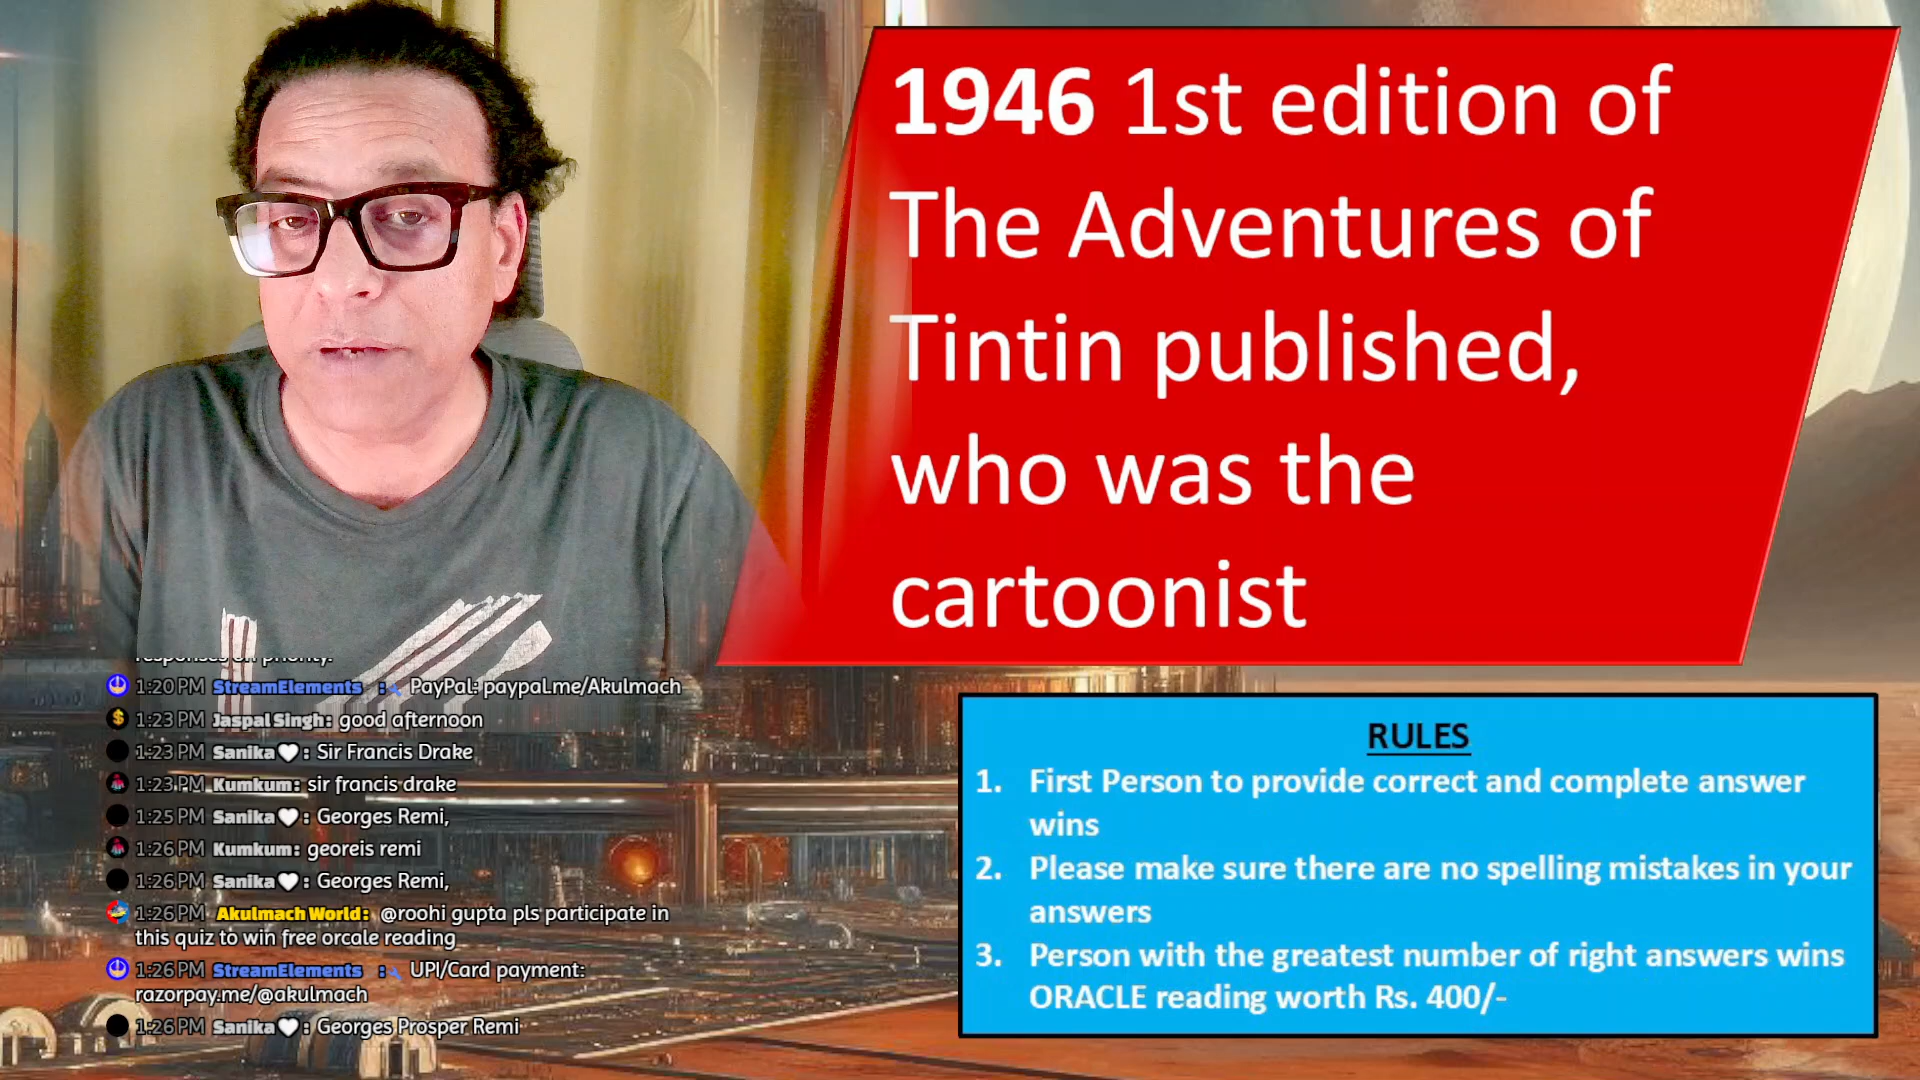 1946 1st edition of
The Adventures of
Tintin published,
who was the
cartoonist
responses on priority.
1:20 PM StreamElements : PayPal: paypal.me/Akulmach
1:23 PM Jaspal Singh: good afternoon
1:23 PM Sanika🤍: Sir Francis Drake
1:23 PM Kumkum: sir francis drake
1:25 PM Sanika🤍: Georges Remi,
1:26 PM Kumkum: georeis remi
1:26 PM Sanika🤍: Georges Remi,
1:26 PM Akulmach World: @roohi gupta pls participate in
this quiz to win free orcale reading
1:26 PM StreamElements : UPI/Card payment:
razorpay.me/@akulmach
1:26 PM Sanika🤍: Georges Prosper Remi
RULES
1. First Person to provide correct and complete answer
wins
2. Please make sure there are no spelling mistakes in your
answers
3. Person with the greatest number of right answers wins
ORACLE reading worth Rs. 400/-